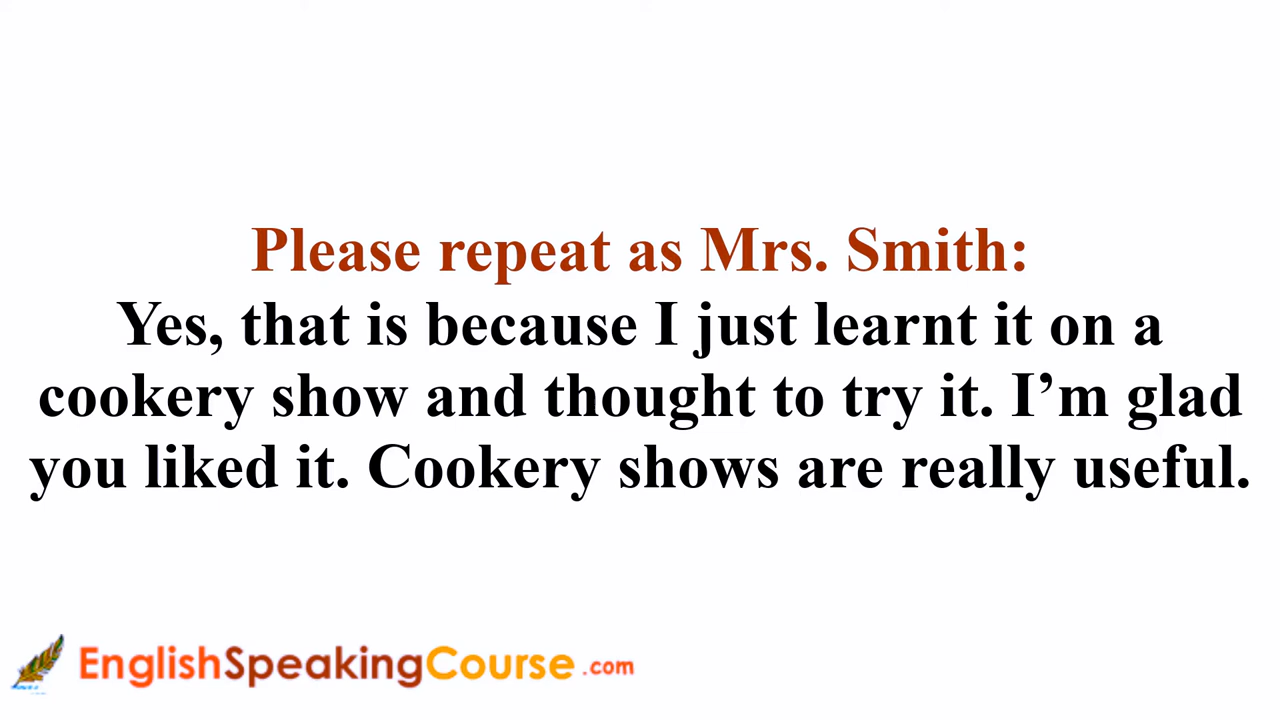 Please repeat as Mrs. Smith:
Yes, that is because I just learnt it on a
cookery show and thought to try it. I’m glad
you liked it. Cookery shows are really useful.
EnglishSpeakingCourse.com